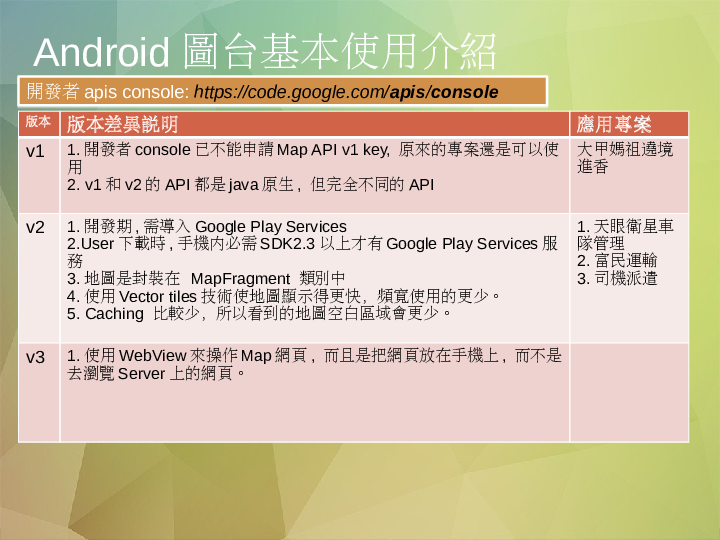 Android 圖台基本使用介紹
開發者 apis console: https://code.google.com/apis/console
版本 版本差異說明 應用專案
v1
1. 開發者 console 已不能申請 Map API v1 key, 原來的專案還是可以使
用
2. v1 和 v2 的 API 都是 java 原生 , 但完全不同的 API
大甲媽祖遶境
進香
v2
1. 開發期 , 需導入 Google Play Services
2.User 下載時 , 手機內必需 SDK2.3 以上才有 Google Play Services 服
務
3. 地圖是封裝在 MapFragment 類別中
4. 使用 Vector tiles 技術使地圖顯示得更快 , 頻寬使用的更少。
5. Caching 比較少 , 所以看到的地圖空白區域會更少。
1. 天眼衛星車
隊管理
2. 富民運輸
3. 司機派遣
v3
1. 使用 WebView 來操作 Map 網頁 , 而且是把網頁放在手機上 , 而不是
去瀏覽 Server 上的網頁。